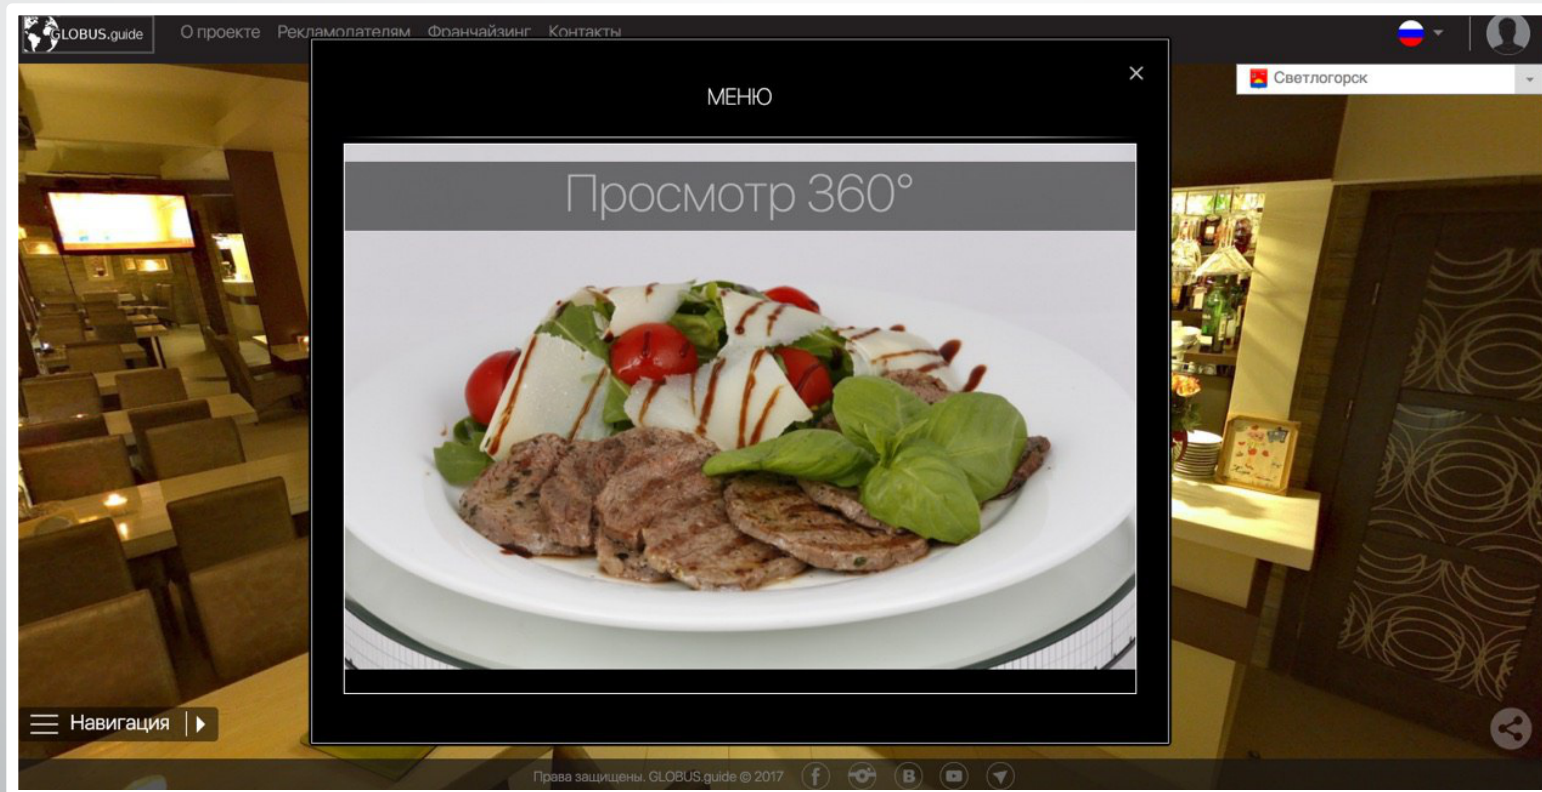 GLOBUS.guide
О проекте Рекламодателям Франчайзинг Контакты
Светлогорск
МЕНЮ
Просмотр 360°
Навигация
Права защищены. GLOBUS.guide © 2017